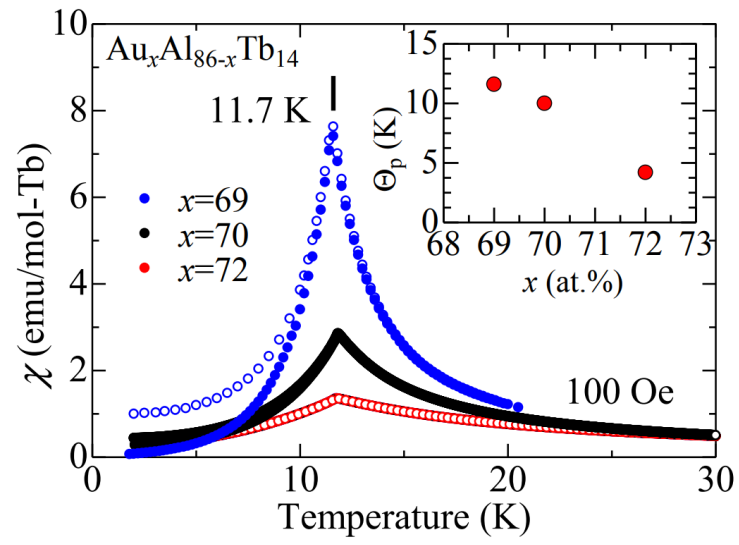 10
8
6
4
2
0
χ (emu/mol-Tb)
AuxAl86-xTb14
11.7 K
x=69
x=70
x=72
100 Oe
0
10
20
30
Temperature (K)
15
10
5
0
Θp (K)
68 69 70 71 72 73
x (at.%)